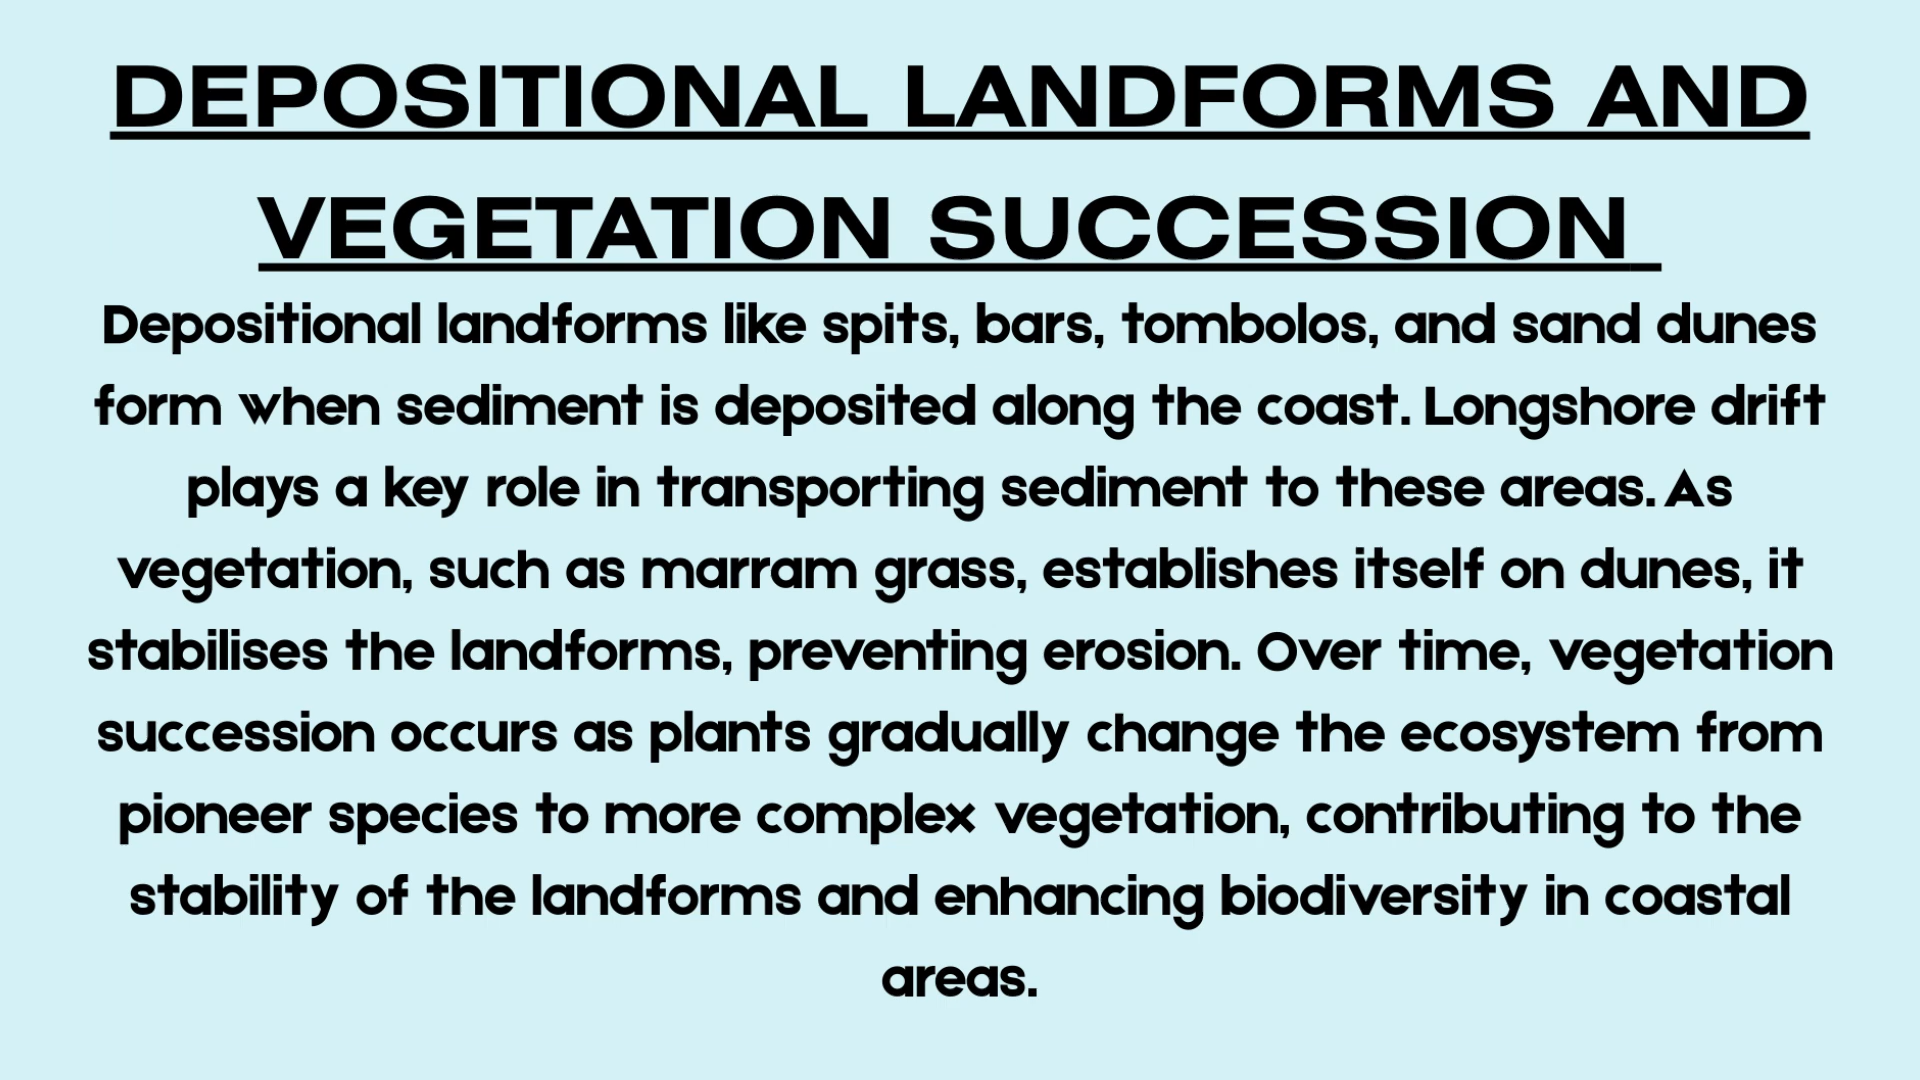 DEPOSITIONAL LANDFORMS AND
VEGETATION SUCCESSION
Depositional landforms like spits, bars, tombolos, and sand dunes
form when sediment is deposited along the coast. Longshore drift
plays a key role in transporting sediment to these areas. As
vegetation, such as marram grass, establishes itself on dunes, it
stabilises the landforms, preventing erosion. Over time, vegetation
succession occurs as plants gradually change the ecosystem from
pioneer species to more complex vegetation, contributing to the
stability of the landforms and enhancing biodiversity in coastal
areas.